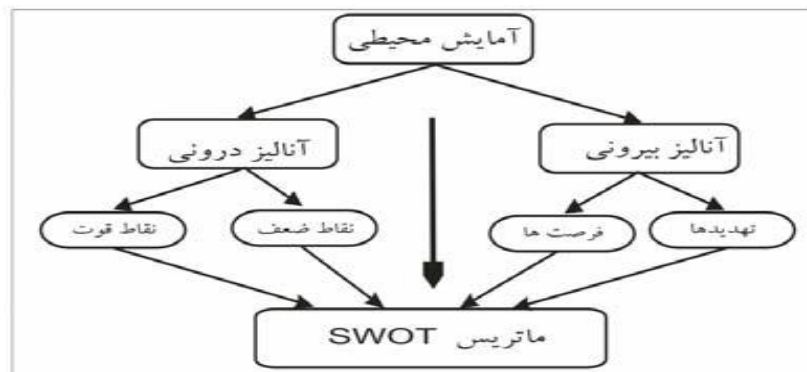 آمایش محیطی
آنالیز بیرونی
آنالیز درونی
تهدیدها
فرصت ها
نقاط ضعف
نقاط قوت
ماتریس SWOT